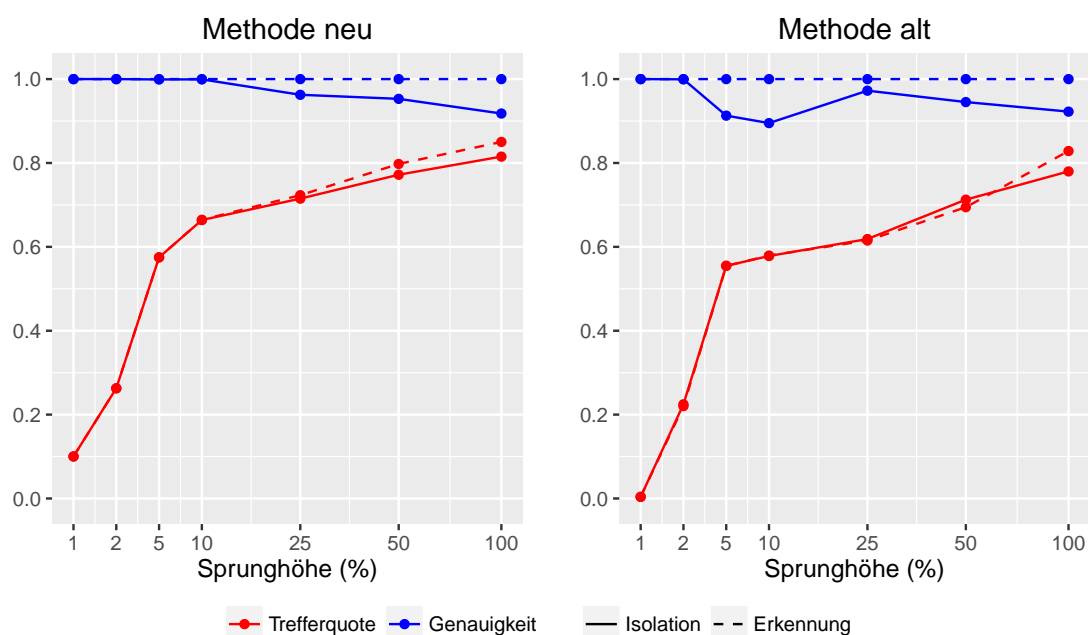 Methode neu
Methode alt
1.0
0.8
0.6
0.4
0.2
0.0
1 2 5 10 25 50 100
Sprunghöhe (%)
1.0
0.8
0.6
0.4
0.2
0.0
1 2 5 10 25 50 100
Sprunghöhe (%)
Trefferquote Genauigkeit Isolation Erkennung